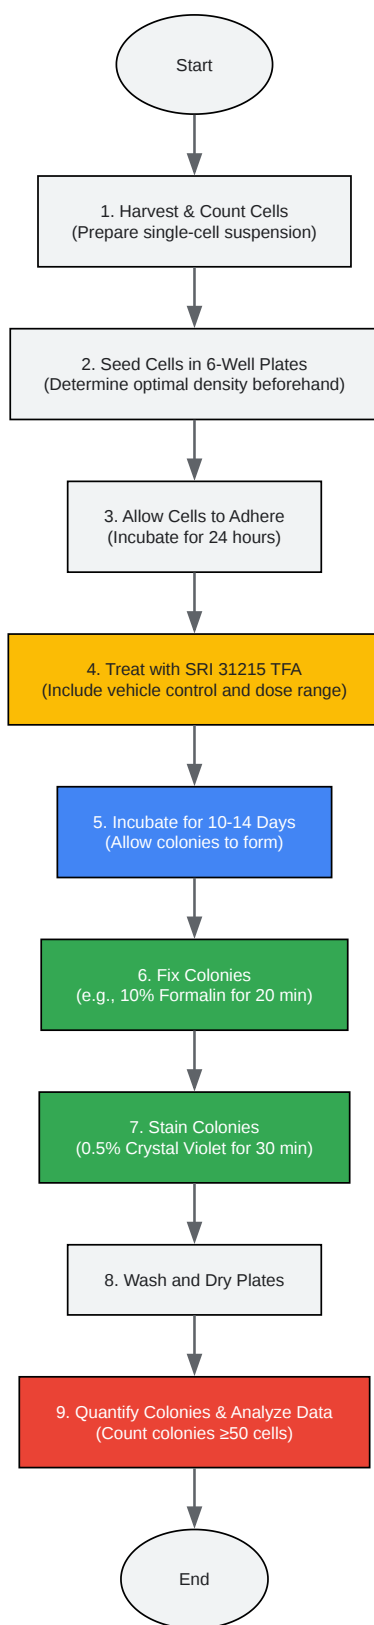 Start
1. Harvest & Count Cells
(Prepare single-cell suspension)
2. Seed Cells in 6-Well Plates
(Determine optimal density beforehand)
3. Allow Cells to Adhere
(Incubate for 24 hours)
4. Treat with SRI 31215 TFA
(Include vehicle control and dose range)
5. Incubate for 10-14 Days
(Allow colonies to form)
6. Fix Colonies
(e.g., 10% Formalin for 20 min)
7. Stain Colonies
(0.5% Crystal Violet for 30 min)
8. Wash and Dry Plates
9. Quantify Colonies & Analyze Data
(Count colonies ≥50 cells)
End